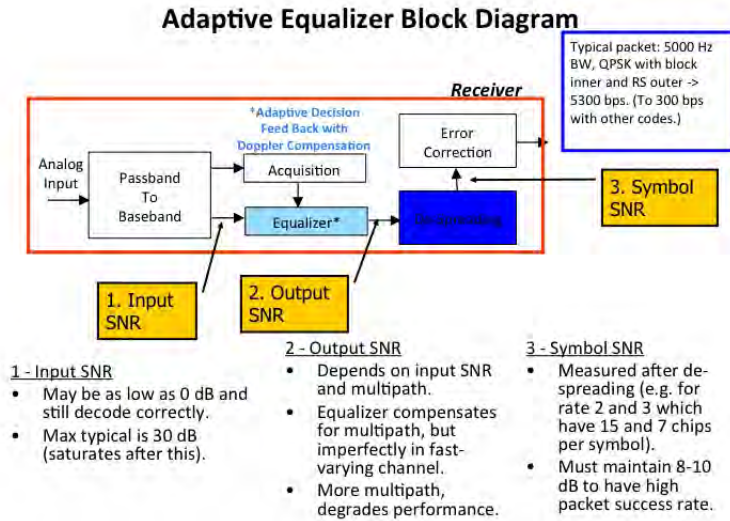 Adaptive Equalizer Block Diagram
Typical packet: 5000 Hz
BW, QPSK with block
inner and RS outer ->
5300 bps. (To 300 bps
with other codes.)
Receiver
*Adaptive Decision
Feed Back with
Doppler Compensation
Error
Correction
Analog
Input
Passband
To
Baseband
Acquisition
Equalizer*
De-spreading
3. Symbol
SNR
1. Input
SNR
2. Output
SNR
1 - Input SNR
• May be as low as 0 dB and
still decode correctly.
• Max typical is 30 dB
(saturates after this).
2 - Output SNR
• Depends on input SNR
and multipath.
• Equalizer compensates
for multipath, but
imperfectly in fast-
varying channel.
• More multipath,
degrades performance.
3 - Symbol SNR
• Measured after de-
spreading (e.g. for
rate 2 and 3 which
have 15 and 7 chips
per symbol).
• Must maintain 8-10
dB to have high
packet success rate.